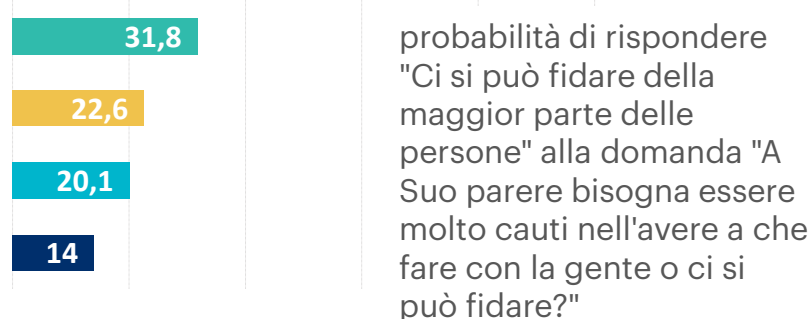 31,8
22,6
20,1
14
probabilità di rispondere
"Ci si può fidare della
maggior parte delle
persone" alla domanda "A
Suo parere bisogna essere
molto cauti nell'avere a che
fare con la gente o ci si
può fidare?"